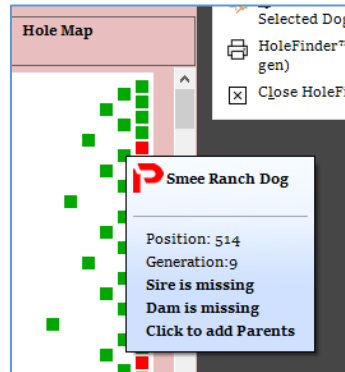 Hole Map
Selected Dog
HoleFinder™
gen)
Close HoleFi
Smee Ranch Dog
Position: 514
Generation:9
Sire is missing
Dam is missing
Click to add Parents